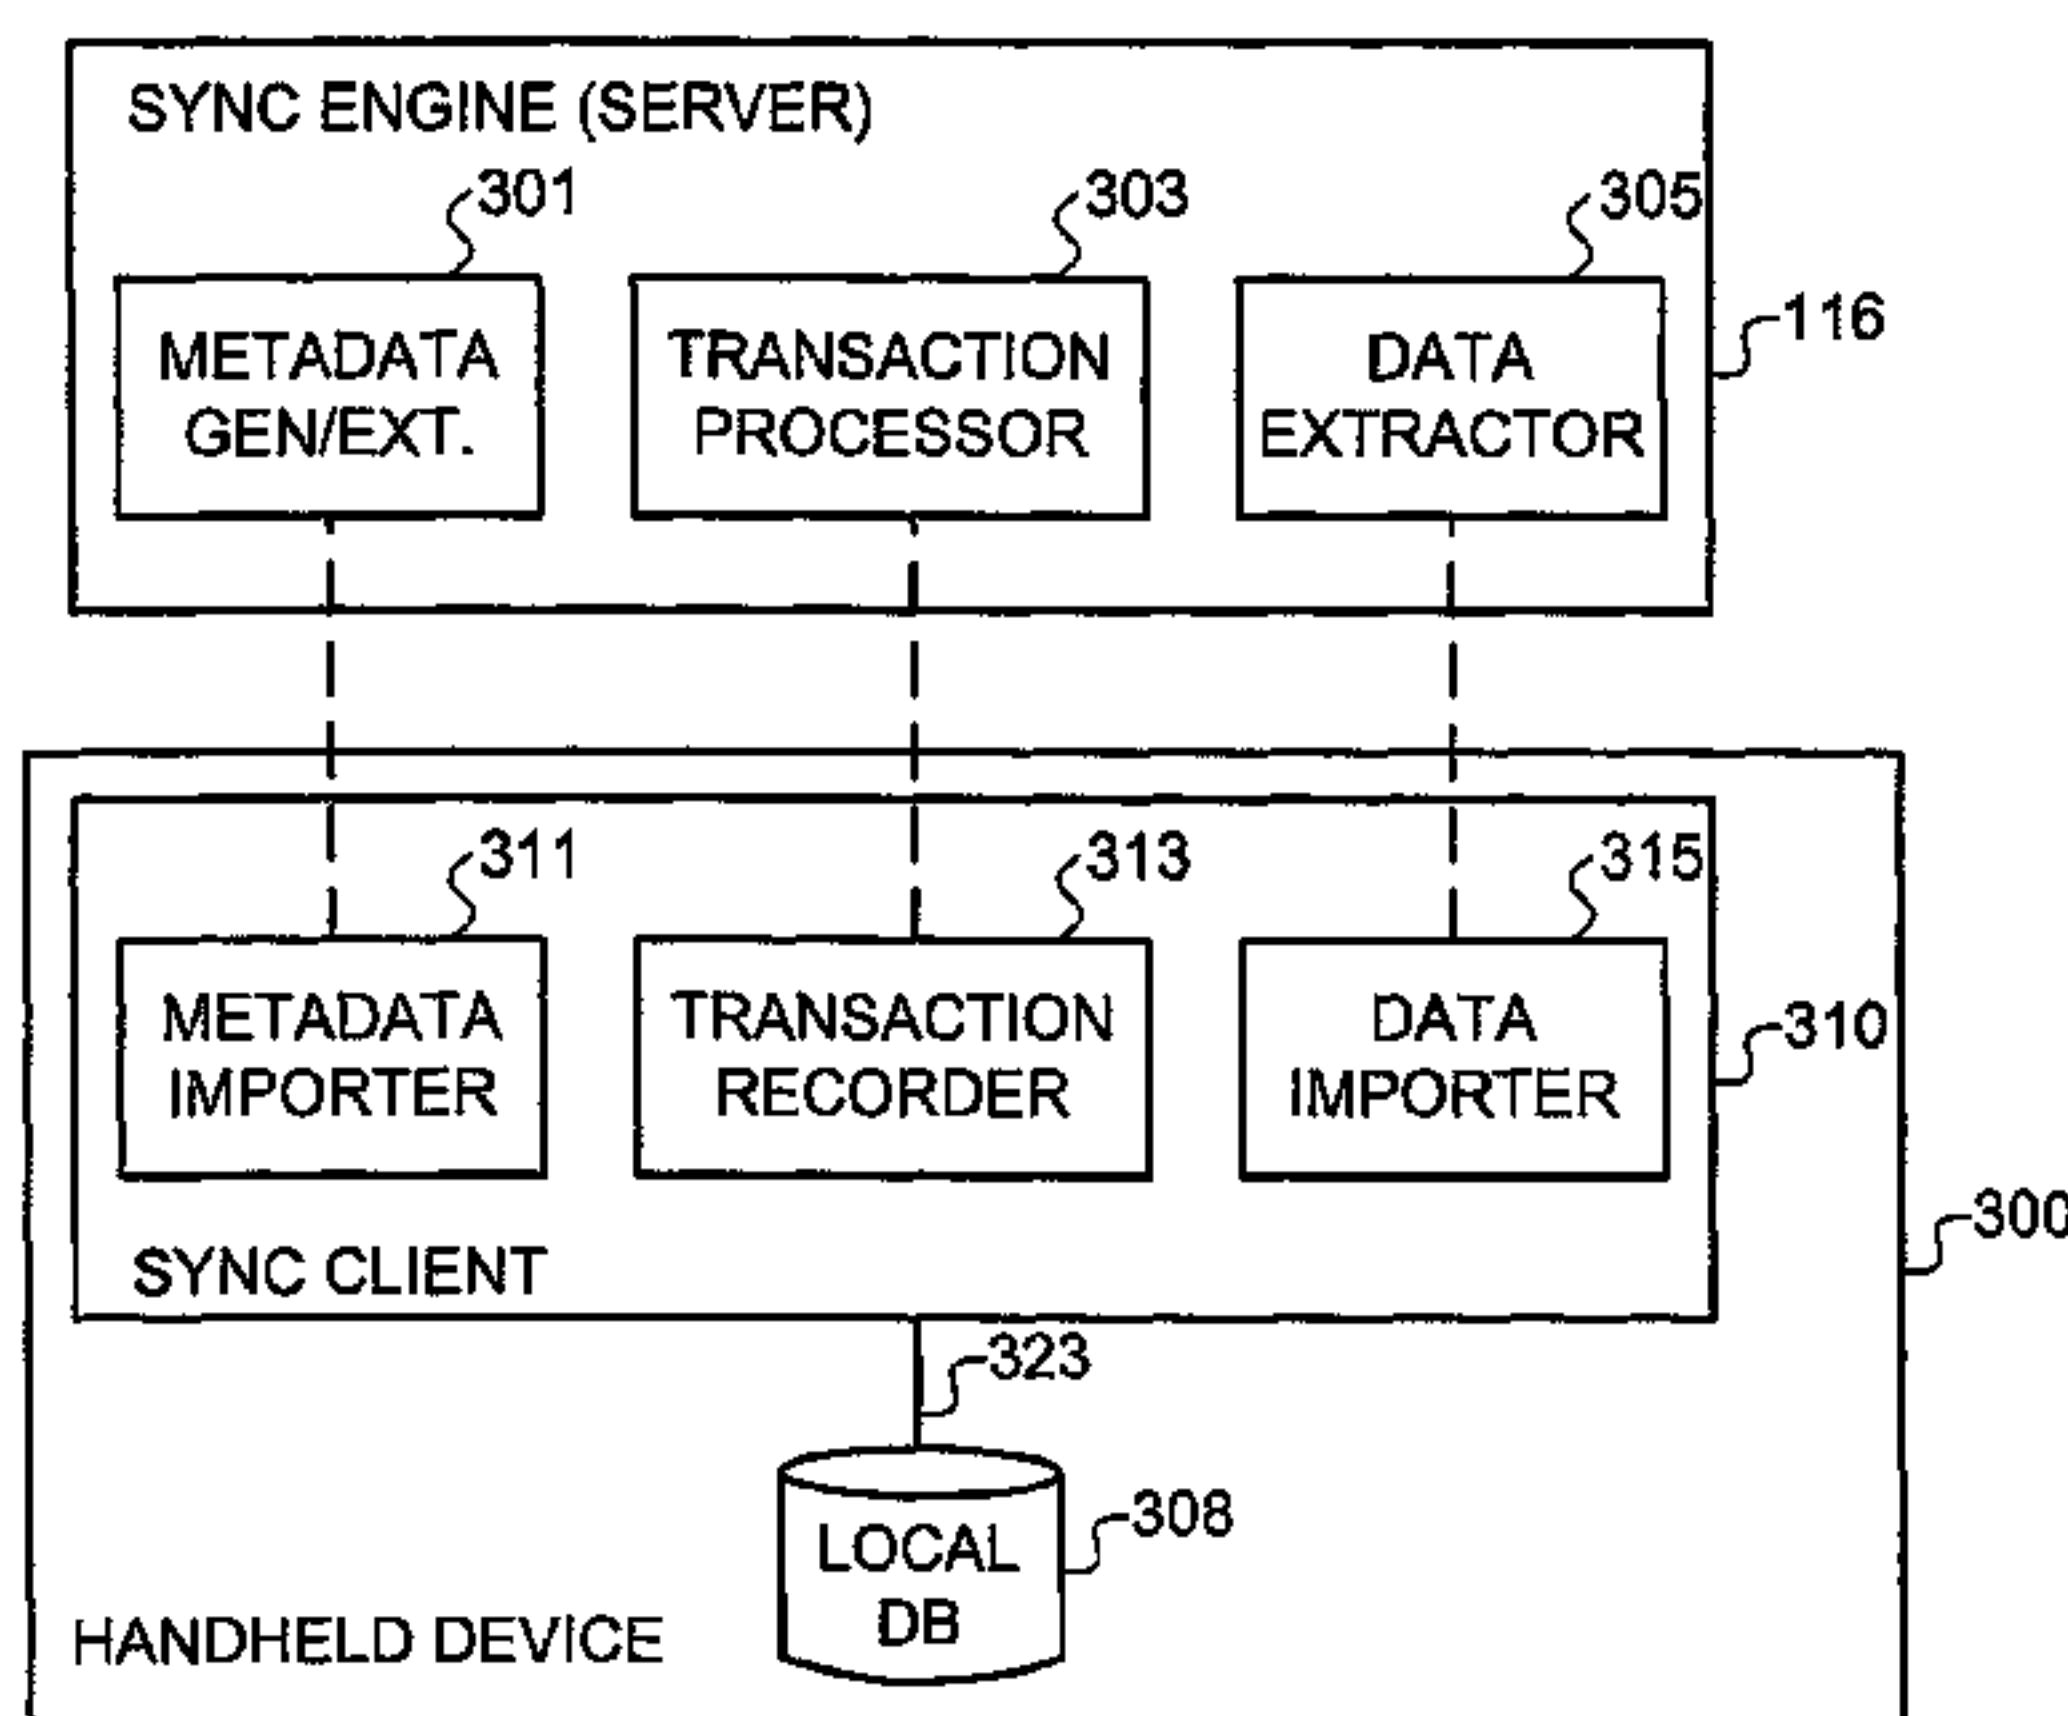 SYNC ENGINE (SERVER)
301
303
305
116
METADATA
GEN/EXT.
TRANSACTION
PROCESSOR
DATA
EXTRACTOR
311
313
315
310
METADATA
IMPORTER
TRANSACTION
RECORDER
DATA
IMPORTER
300
SYNC CLIENT
323
308
LOCAL
DB
HANDHELD DEVICE